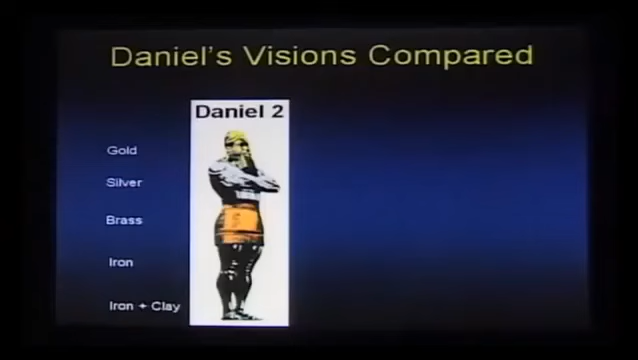 Daniel's Visions Compared
Daniel 2
Gold
Silver
Brass
Iron
Iron + Clay